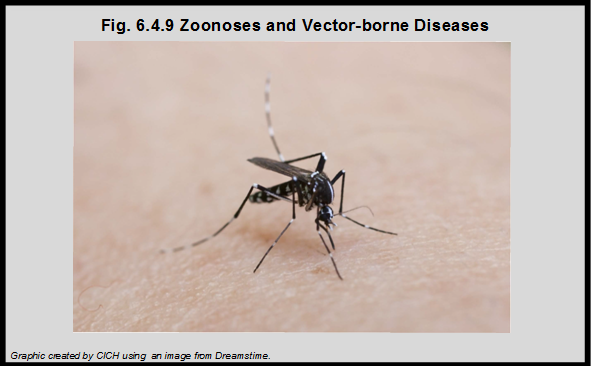 Fig. 6.4.9 Zoonoses and Vector-borne Diseases
Graphic created by CICH using an image from Dreamstime.